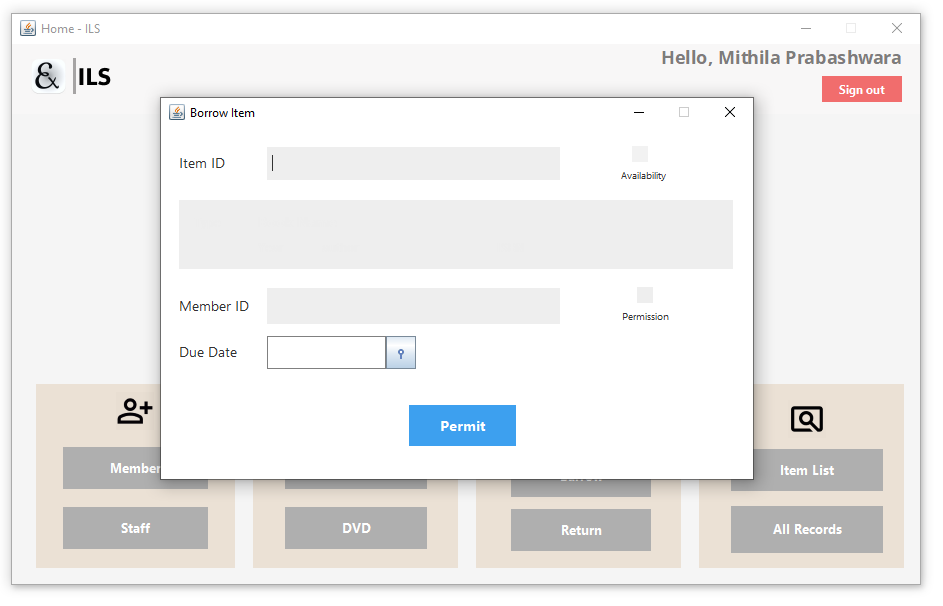 Home - ILS
Hello, Mithila Prabashwara
ILS
Sign out
Borrow Item
Item ID
Availability
Member ID
Permission
Due Date
Permit
Member
Item List
Staff
DVD
Return
All Records